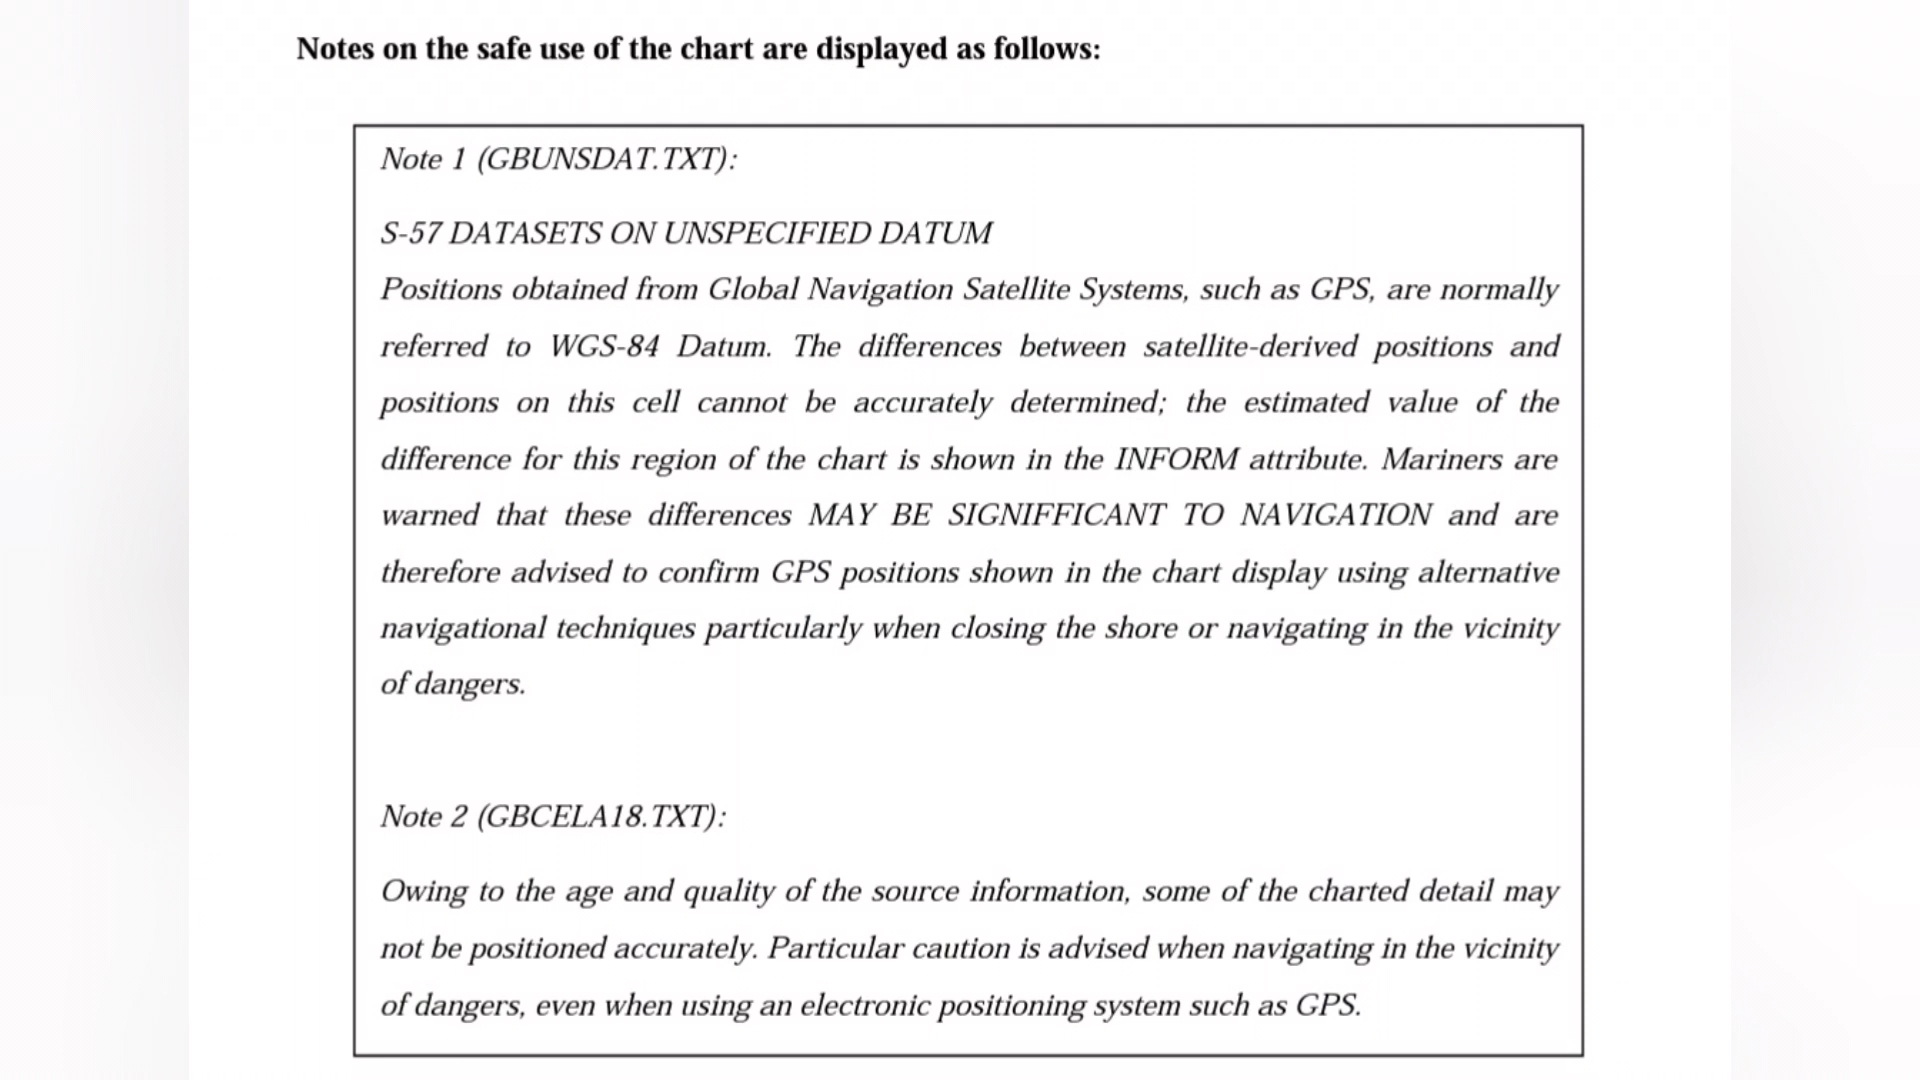 Notes on the safe use of the chart are displayed as follows:
Note 1 (GBUNSDAT.TXT):
S-57 DATASETS ON UNSPECIFIED DATUM
Positions obtained from Global Navigation Satellite Systems, such as GPS, are normally
referred to WGS-84 Datum. The differences between satellite-derived positions and
positions on this cell cannot be accurately determined; the estimated value of the
difference for this region of the chart is shown in the INFORM attribute. Mariners are
warned that these differences MAY BE SIGNIFFICANT TO NAVIGATION and are
therefore advised to confirm GPS positions shown in the chart display using alternative
navigational techniques particularly when closing the shore or navigating in the vicinity
of dangers.
Note 2 (GBCELA18.TXT):
Owing to the age and quality of the source information, some of the charted detail may
not be positioned accurately. Particular caution is advised when navigating in the vicinity
of dangers, even when using an electronic positioning system such as GPS.